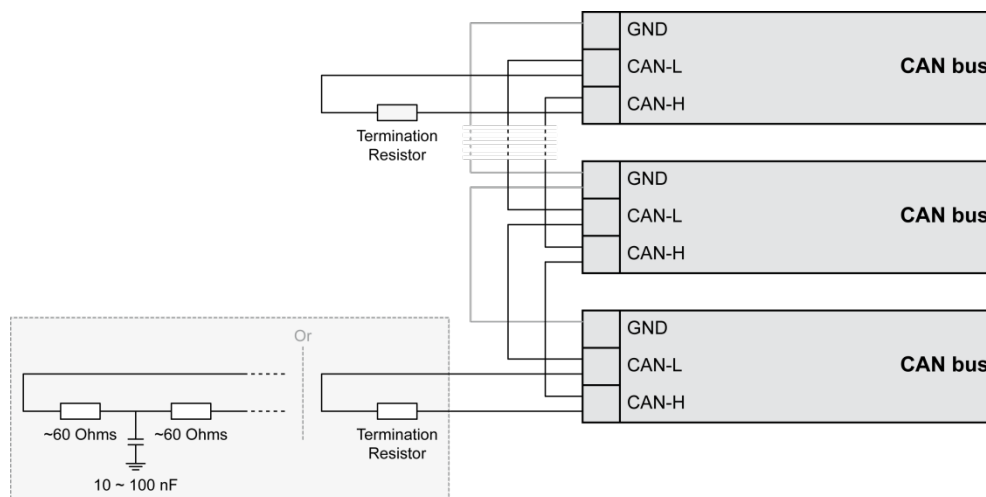 GND
CAN-L
CAN-H
CAN bus
Termination
Resistor
GND
CAN-L
CAN-H
CAN bus
GND
CAN-L
CAN-H
CAN bus
Or
~60 Ohms
~60 Ohms
10 ~ 100 nF
Termination
Resistor